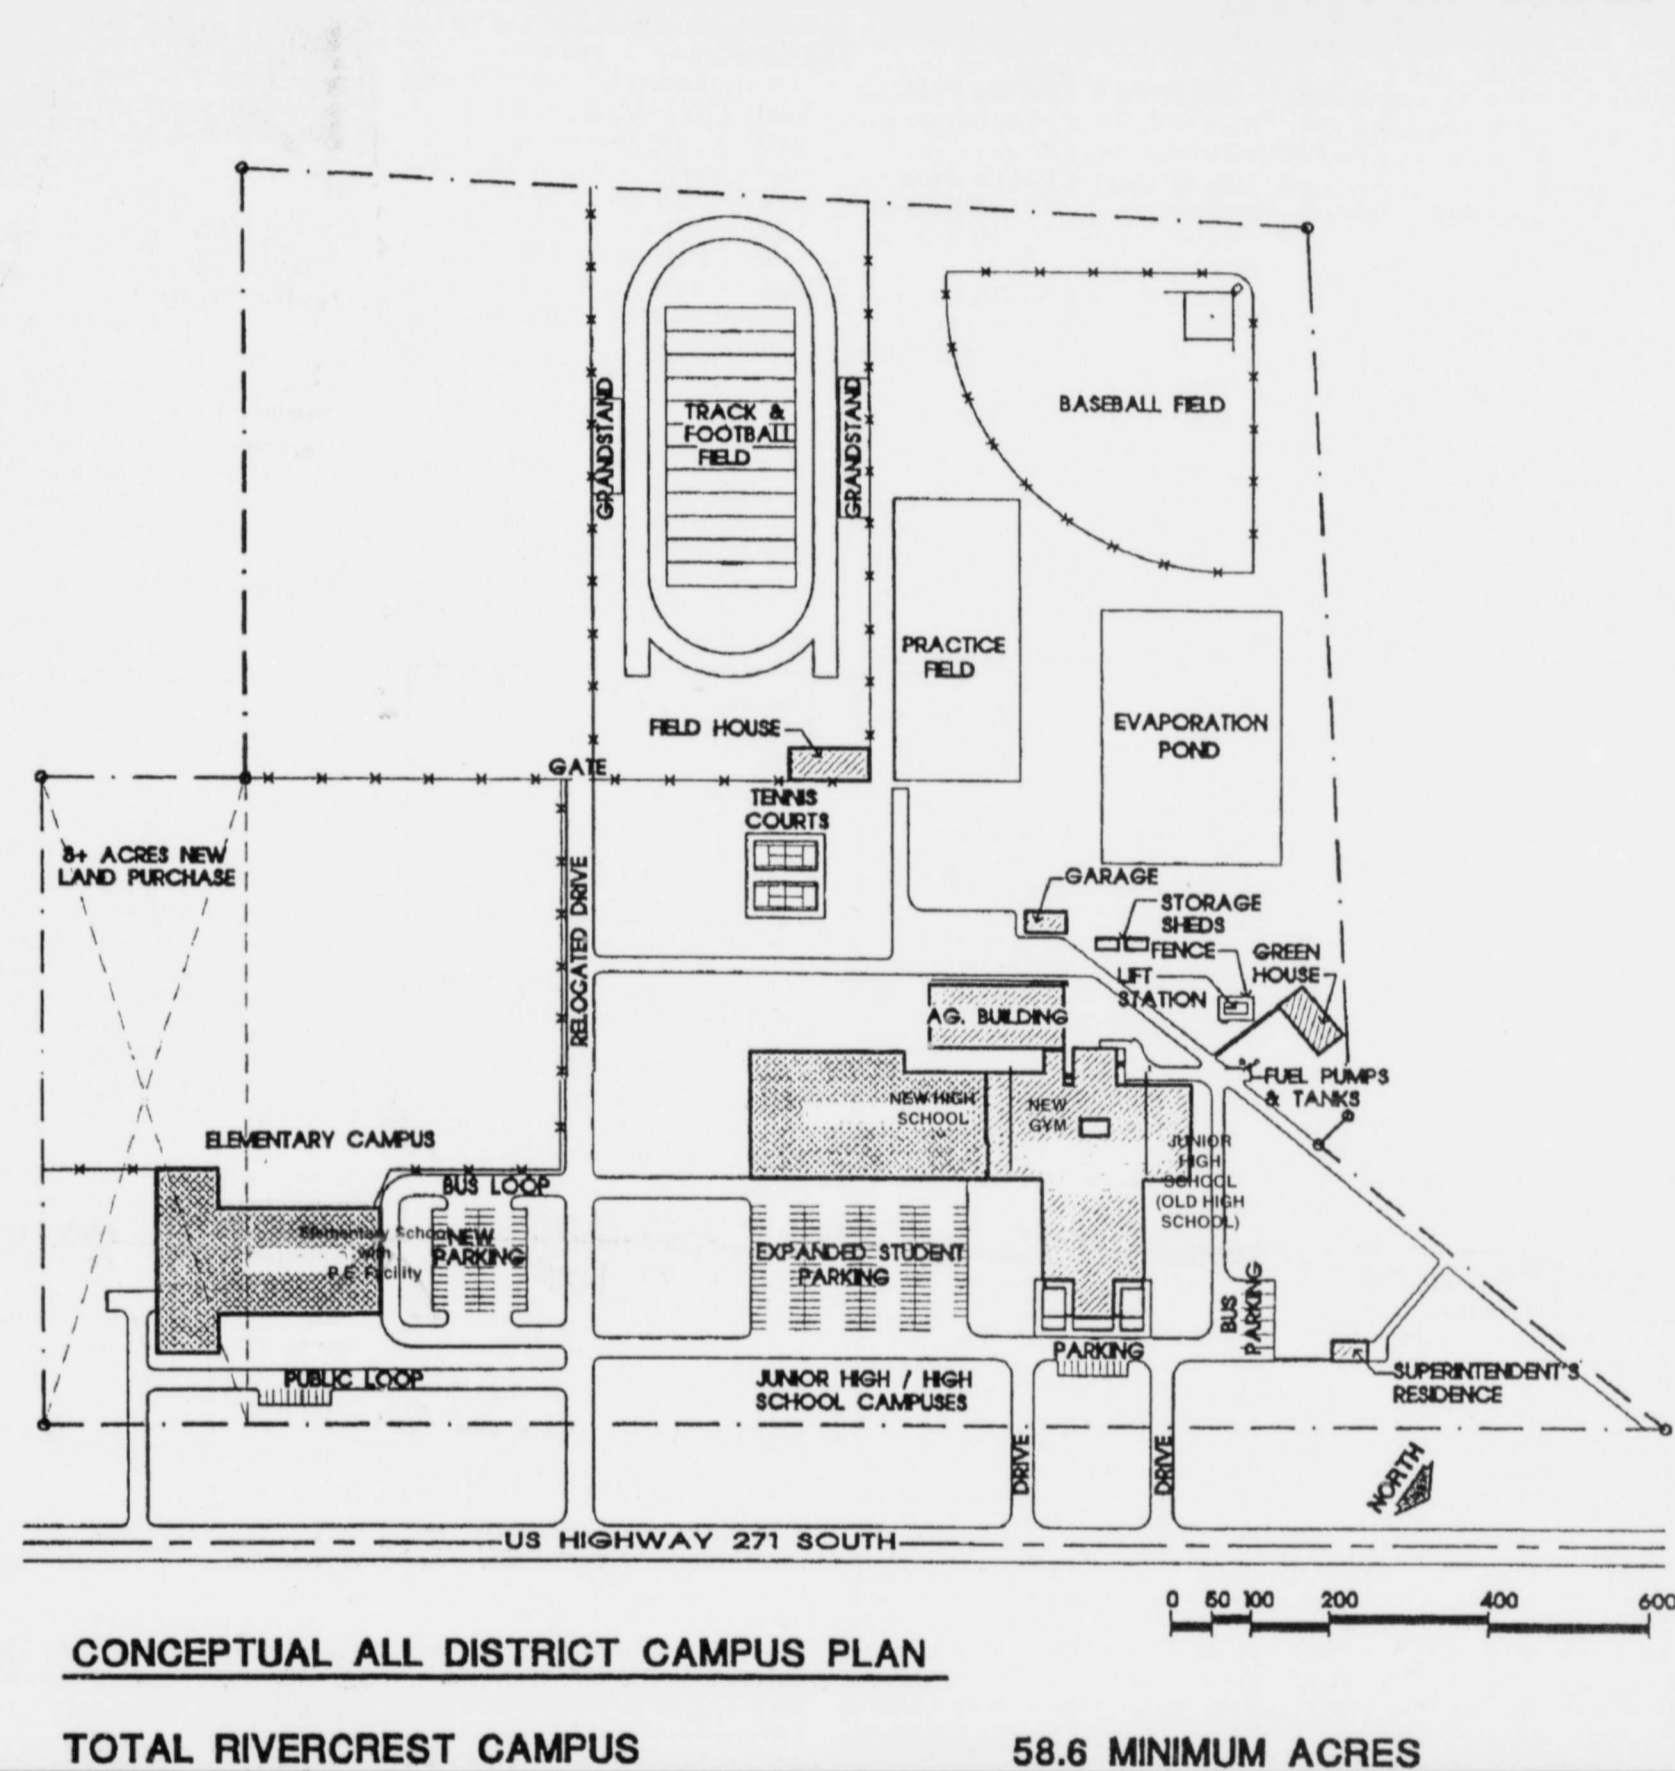 GRANDSTAND
TRACK &
FOOTBALL
FIELD
GRANDSTAND
BASEBALL FIELD
PRACTICE
FIELD
EVAPORATION
POND
FIELD HOUSE
GATE
TENNIS
COURTS
8+ ACRES NEW
LAND PURCHASE
RELOCATED DRIVE
GARAGE
STORAGE
SHEDS
FENCE
GREEN
HOUSE
LIFT
STATION
AG. BUILDING
FUEL PUMPS
& TANKS
NEW HIGH
SCHOOL
NEW
GYM
JUNIOR
HIGH
SCHOOL
(OLD HIGH
SCHOOL)
ELEMENTARY CAMPUS
BUS LOOP
Elementary School
with
P.E. Facility
NEW
PARKING
EXPANDED STUDENT
PARKING
BUS
PARKING
PARKING
PUBLIC LOOP
JUNIOR HIGH / HIGH
SCHOOL CAMPUSES
SUPERINTENDENT'S
RESIDENCE
DRIVE
DRIVE
NORTH
US HIGHWAY 271 SOUTH
0 50 100 200 400 600
CONCEPTUAL ALL DISTRICT CAMPUS PLAN
TOTAL RIVERCREST CAMPUS
58.6 MINIMUM ACRES